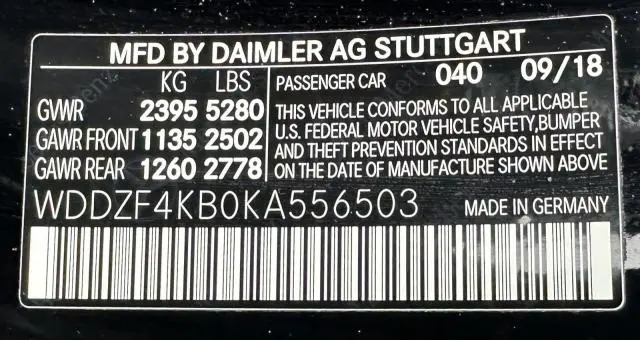 MFD BY DAIMLER AG STUTTGART
KG LBS
GVWR 2395 5280
GAWR FRONT 1135 2502
GAWR REAR 1260 2778
PASSENGER CAR 040 09/18
THIS VEHICLE CONFORMS TO ALL APPLICABLE
U.S. FEDERAL MOTOR VEHICLE SAFETY,BUMPER
AND THEFT PREVENTION STANDARDS IN EFFECT
ON THE DATE OF MANUFACTURE SHOWN ABOVE
WDDZF4KB0KA556503 MADE IN GERMANY